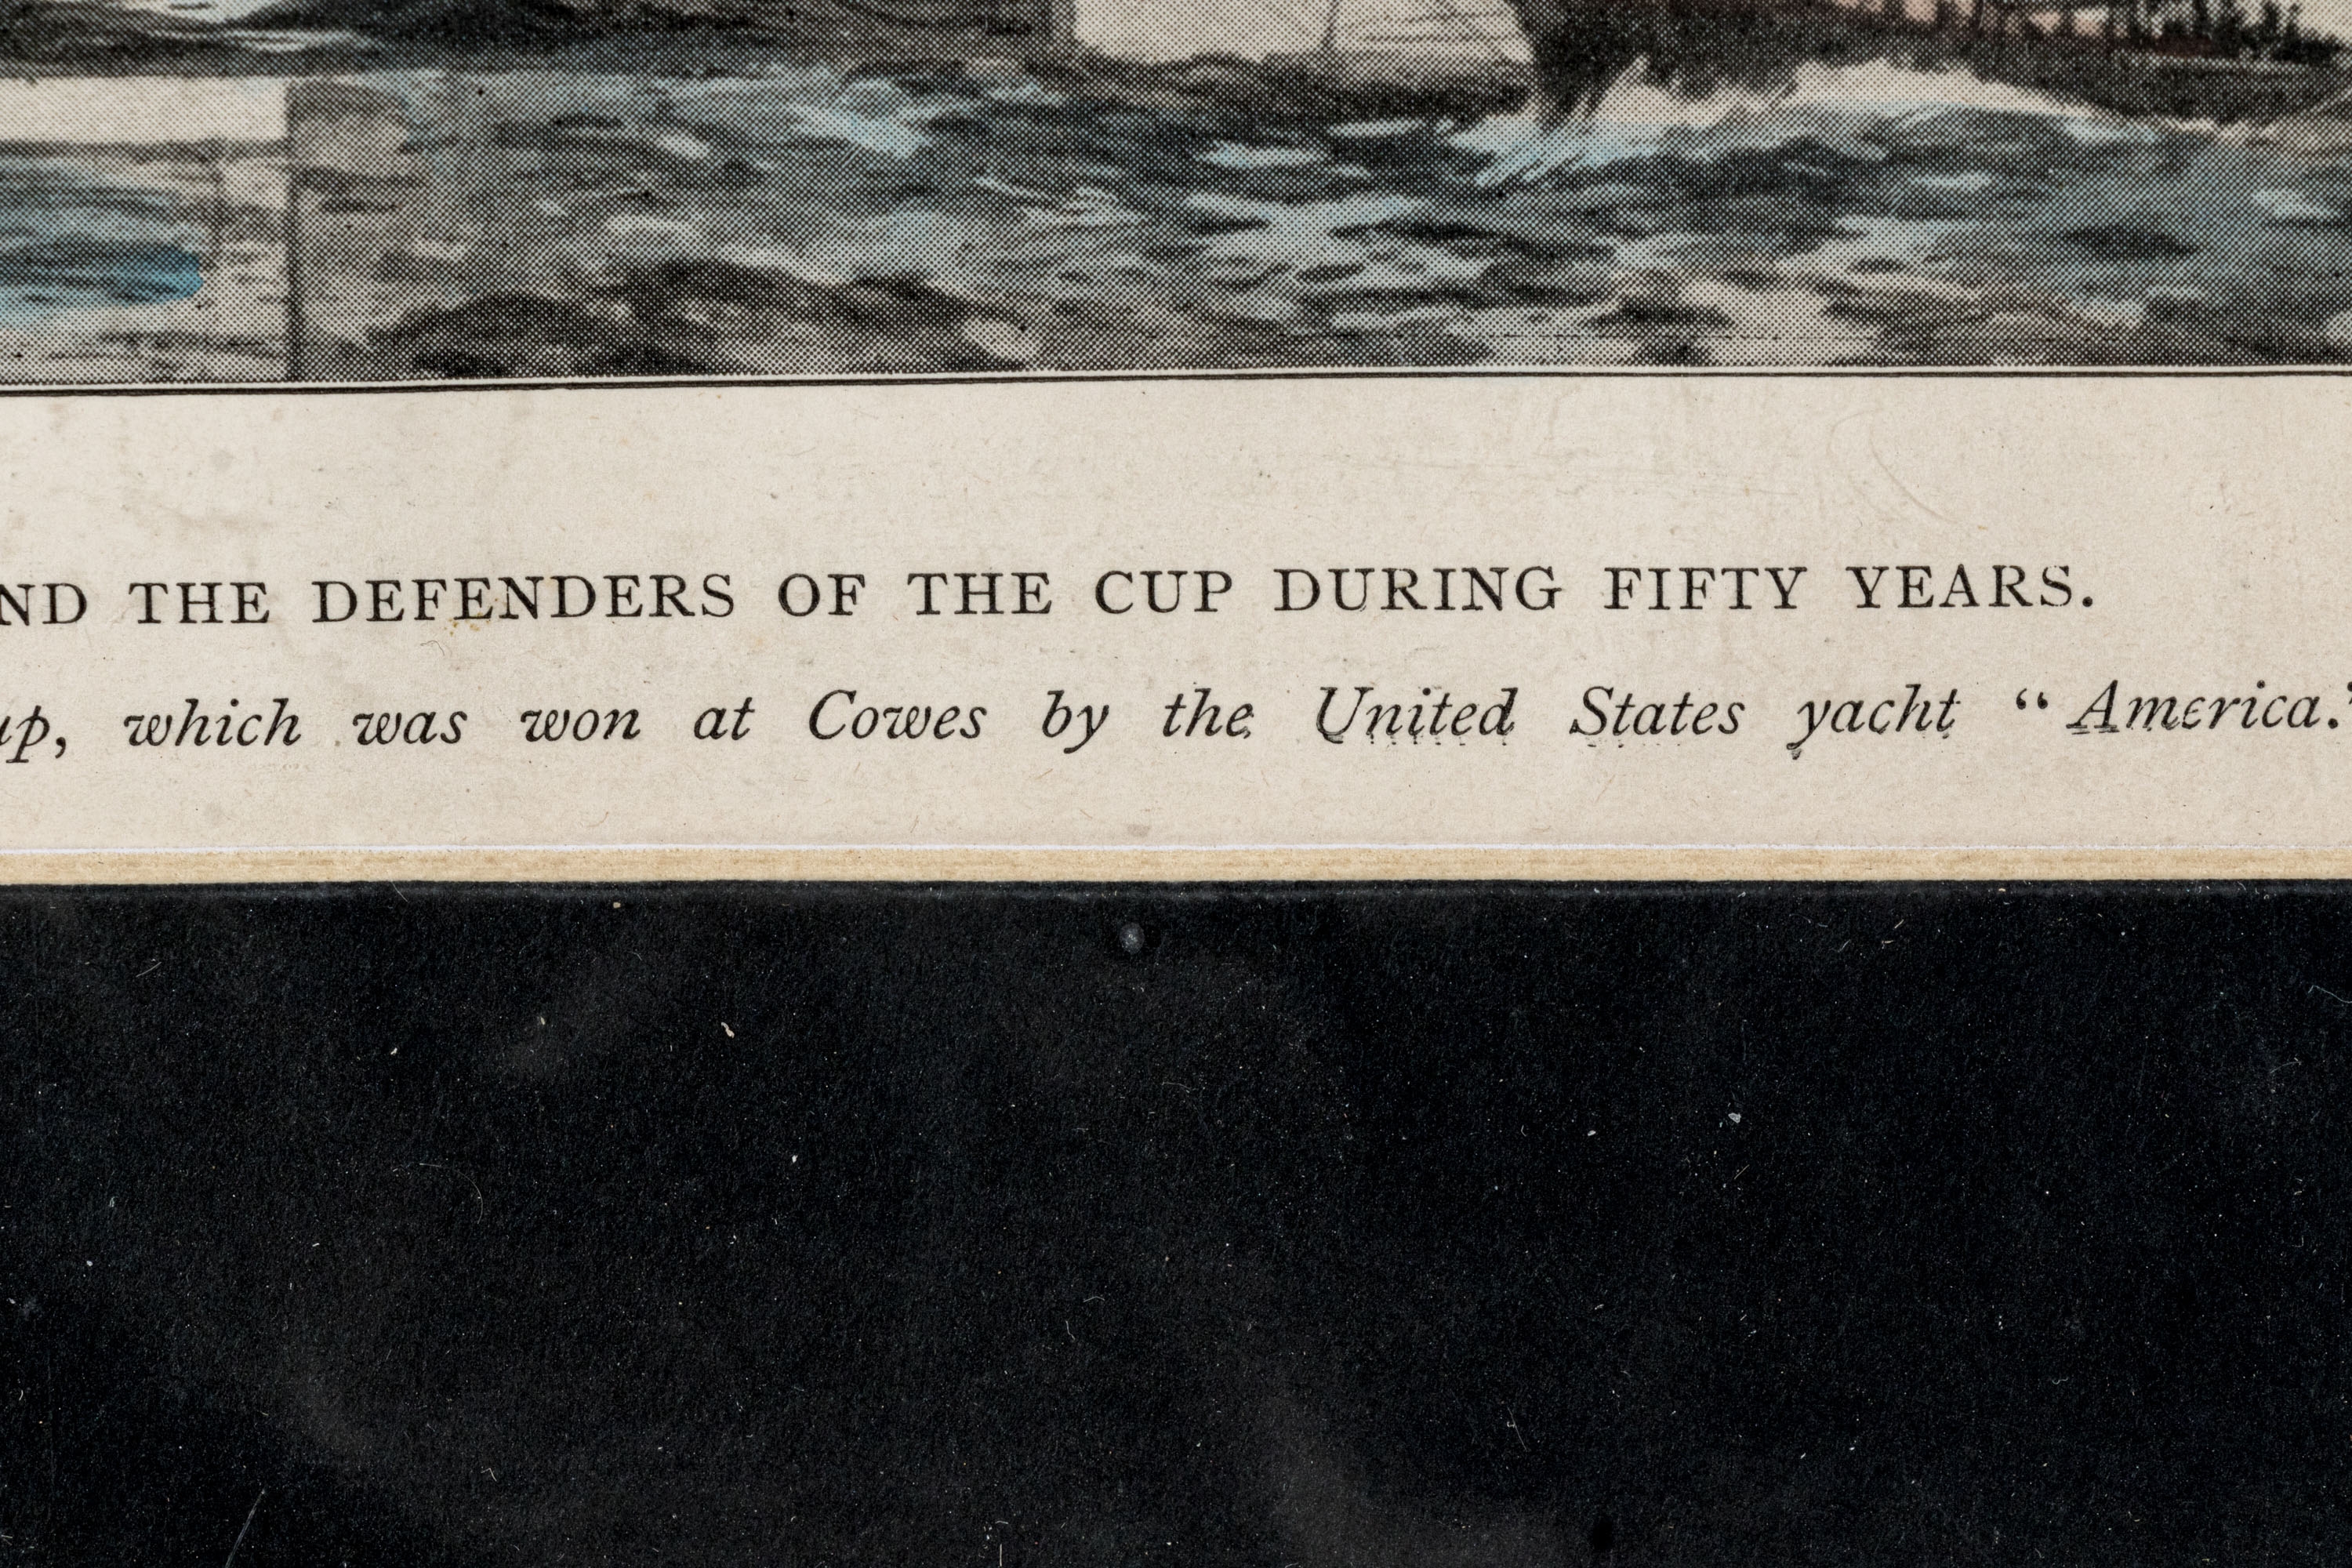 ND THE DEFENDERS OF THE CUP DURING FIFTY YEARS.
up, which was won at Cowes by the United States yacht “America.”